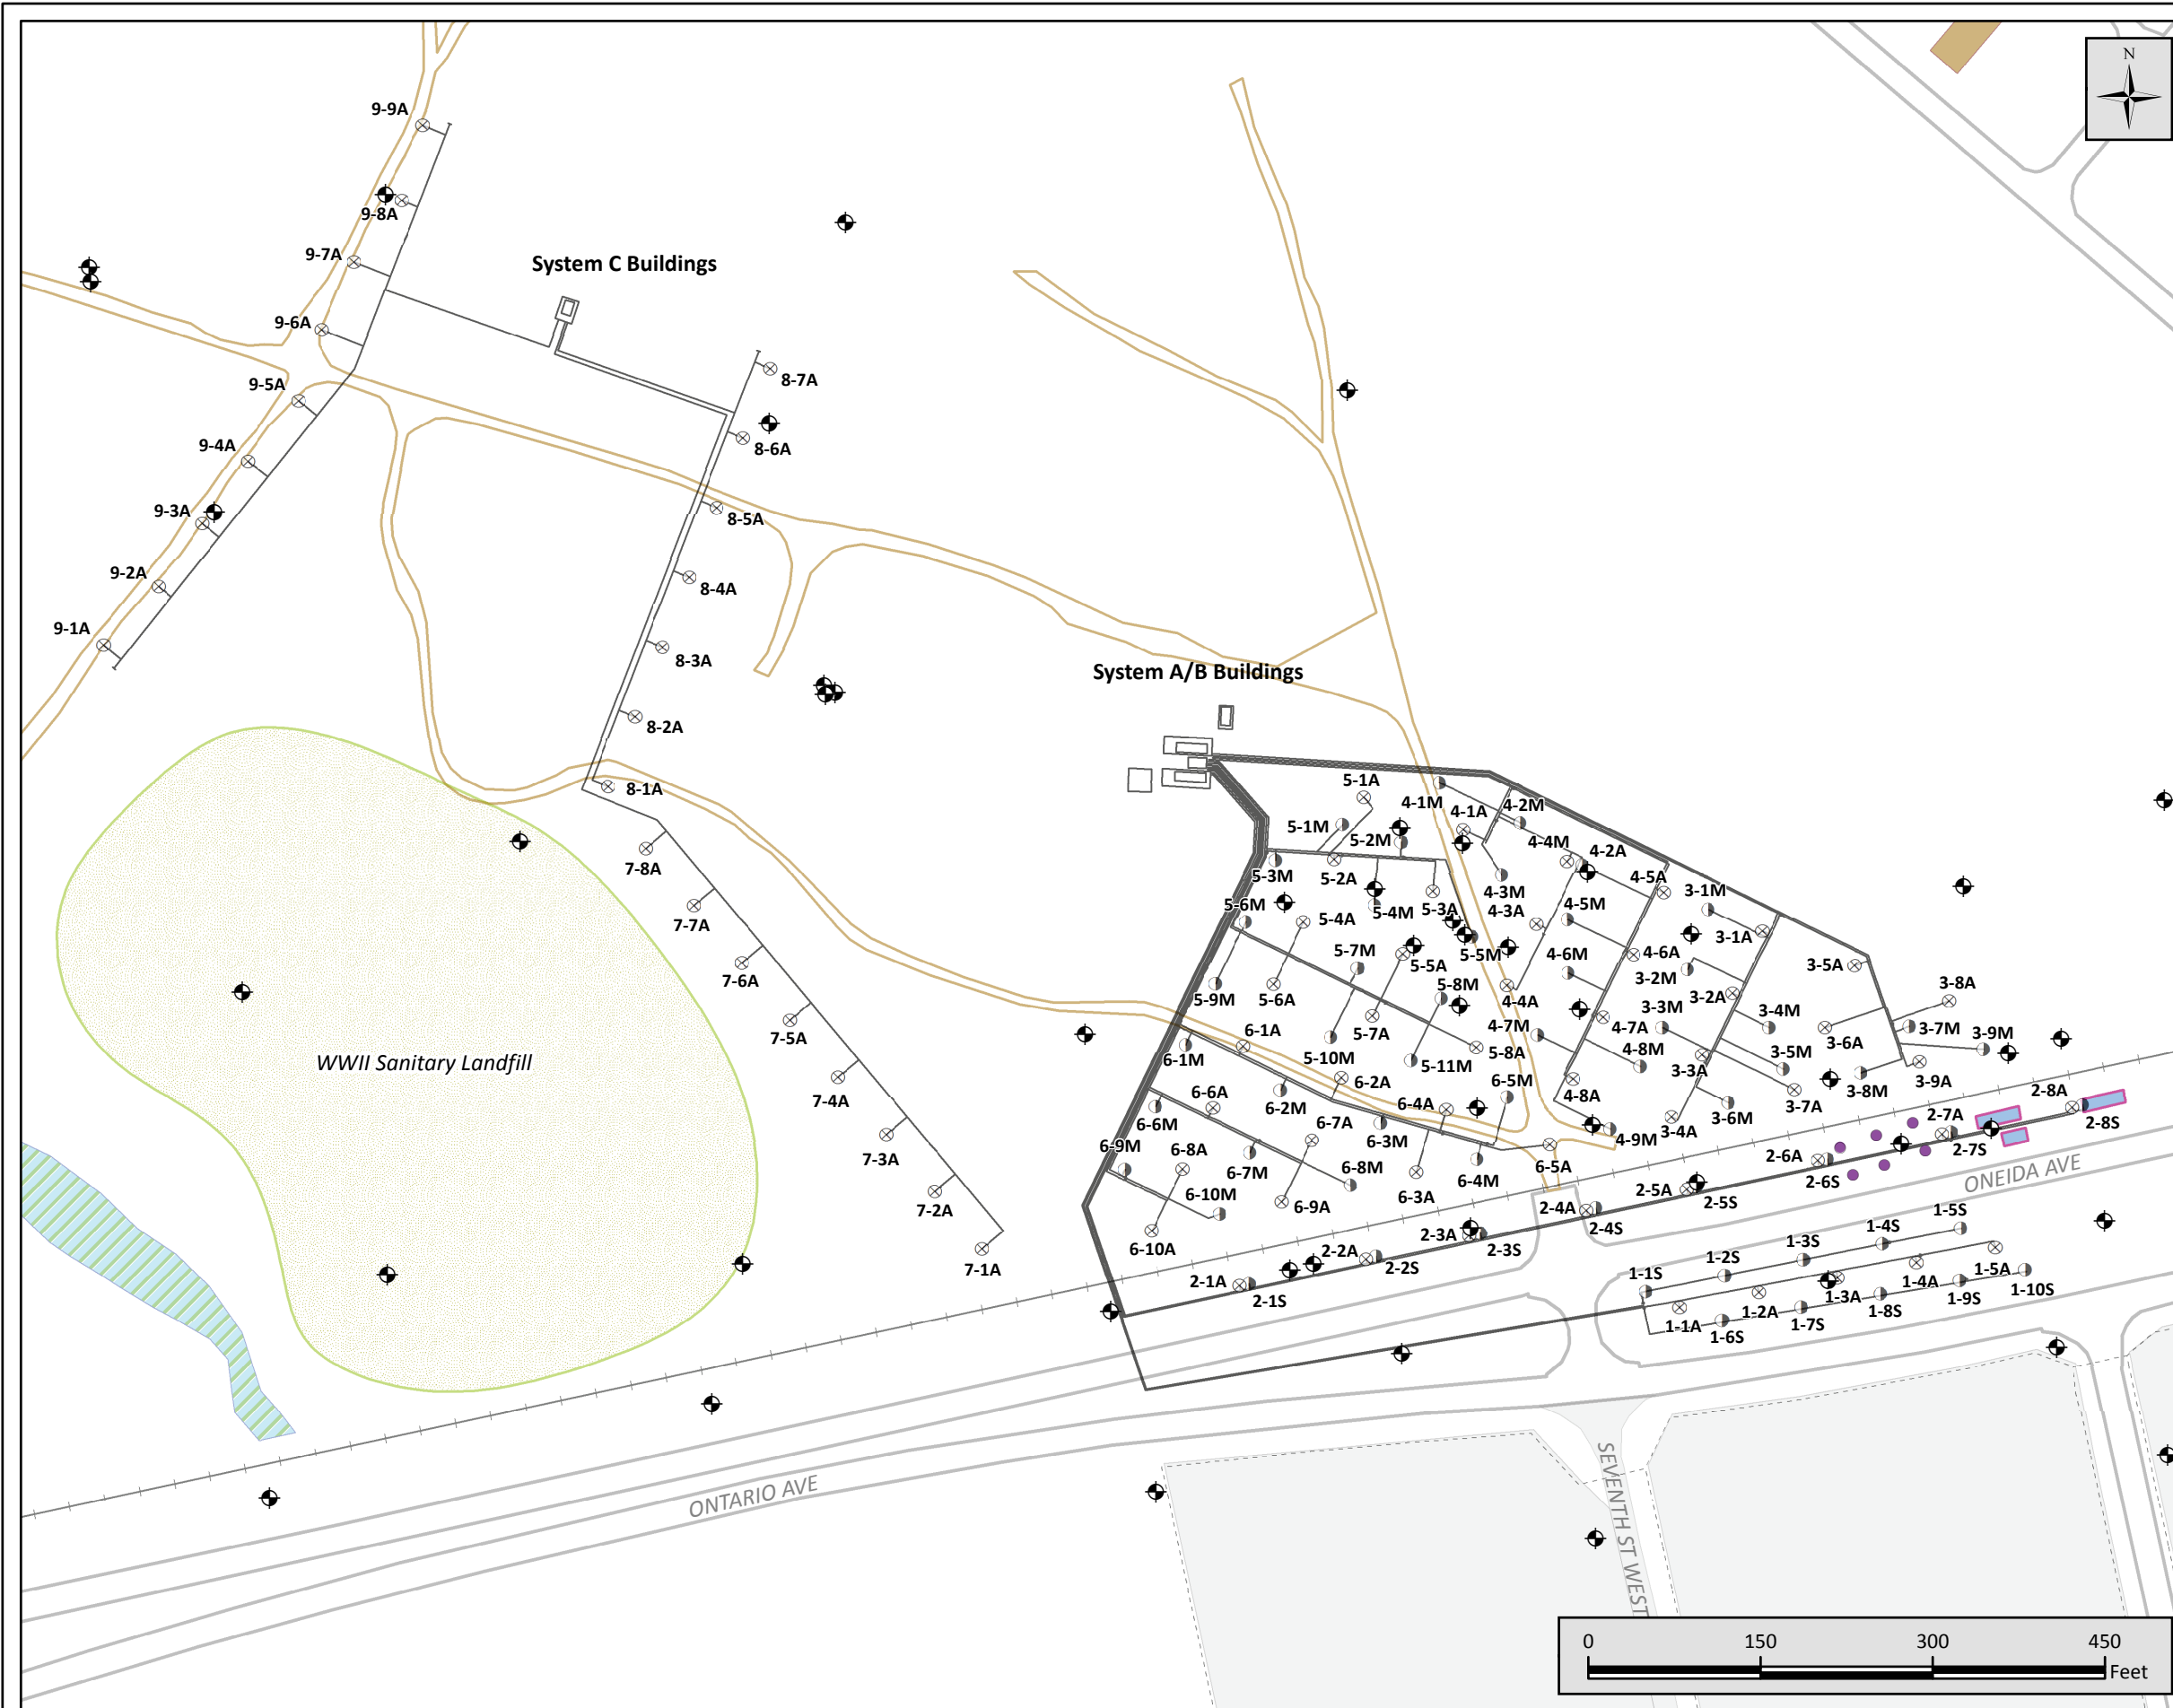 N
9-9A
9-8A
9-7A
System C Buildings
9-6A
8-7A
9-5A
9-4A
8-6A
9-3A
8-5A
9-2A
8-4A
9-1A
8-3A
System A/B Buildings
8-2A
8-1A
5-1A
4-1M
4-1A
4-2M
5-1M
5-2M
4-4M
4-2A
7-8A
5-3M
5-2A
4-3M
4-5A
3-1M
5-6M
5-4A
5-4M
5-3A
4-3A
4-5M
7-7A
3-1A
5-7M
5-5A
5-5M
4-6M
4-6A
3-5A
7-6A
5-9M
5-6A
5-8M
4-4A
3-2M
3-2A
3-8A
7-5A
5-7A
4-7M
4-7A
3-3M
3-4M
3-7M
3-9M
WWII Sanitary Landfill
6-1M
6-1A
5-10M
5-11M
5-8A
4-8M
3-6A
3-5M
3-3A
7-4A
6-6A
6-2A
6-5M
4-8A
3-8M
3-9A
6-6M
6-2M
6-4A
3-7A
2-8A
7-3A
6-7A
6-3M
4-9M
3-4A
3-6M
2-7A
2-8S
6-9M
6-8A
6-7M
6-8M
6-4M
6-5A
2-6A
2-7S
7-2A
6-10M
6-9A
6-3A
2-5A
2-6S
ONEIDA AVE
6-10A
2-4A
2-5S
7-1A
2-3A
2-4S
1-5S
2-2A
2-3S
1-4S
2-1A
2-2S
1-3S
2-1S
1-2S
1-1S
1-5A
1-10S
1-4A
1-9S
1-3A
1-8S
1-2A
1-7S
1-1A
1-6S
ONTARIO AVE
SEVENTH ST WEST
0 150 300 450
Feet